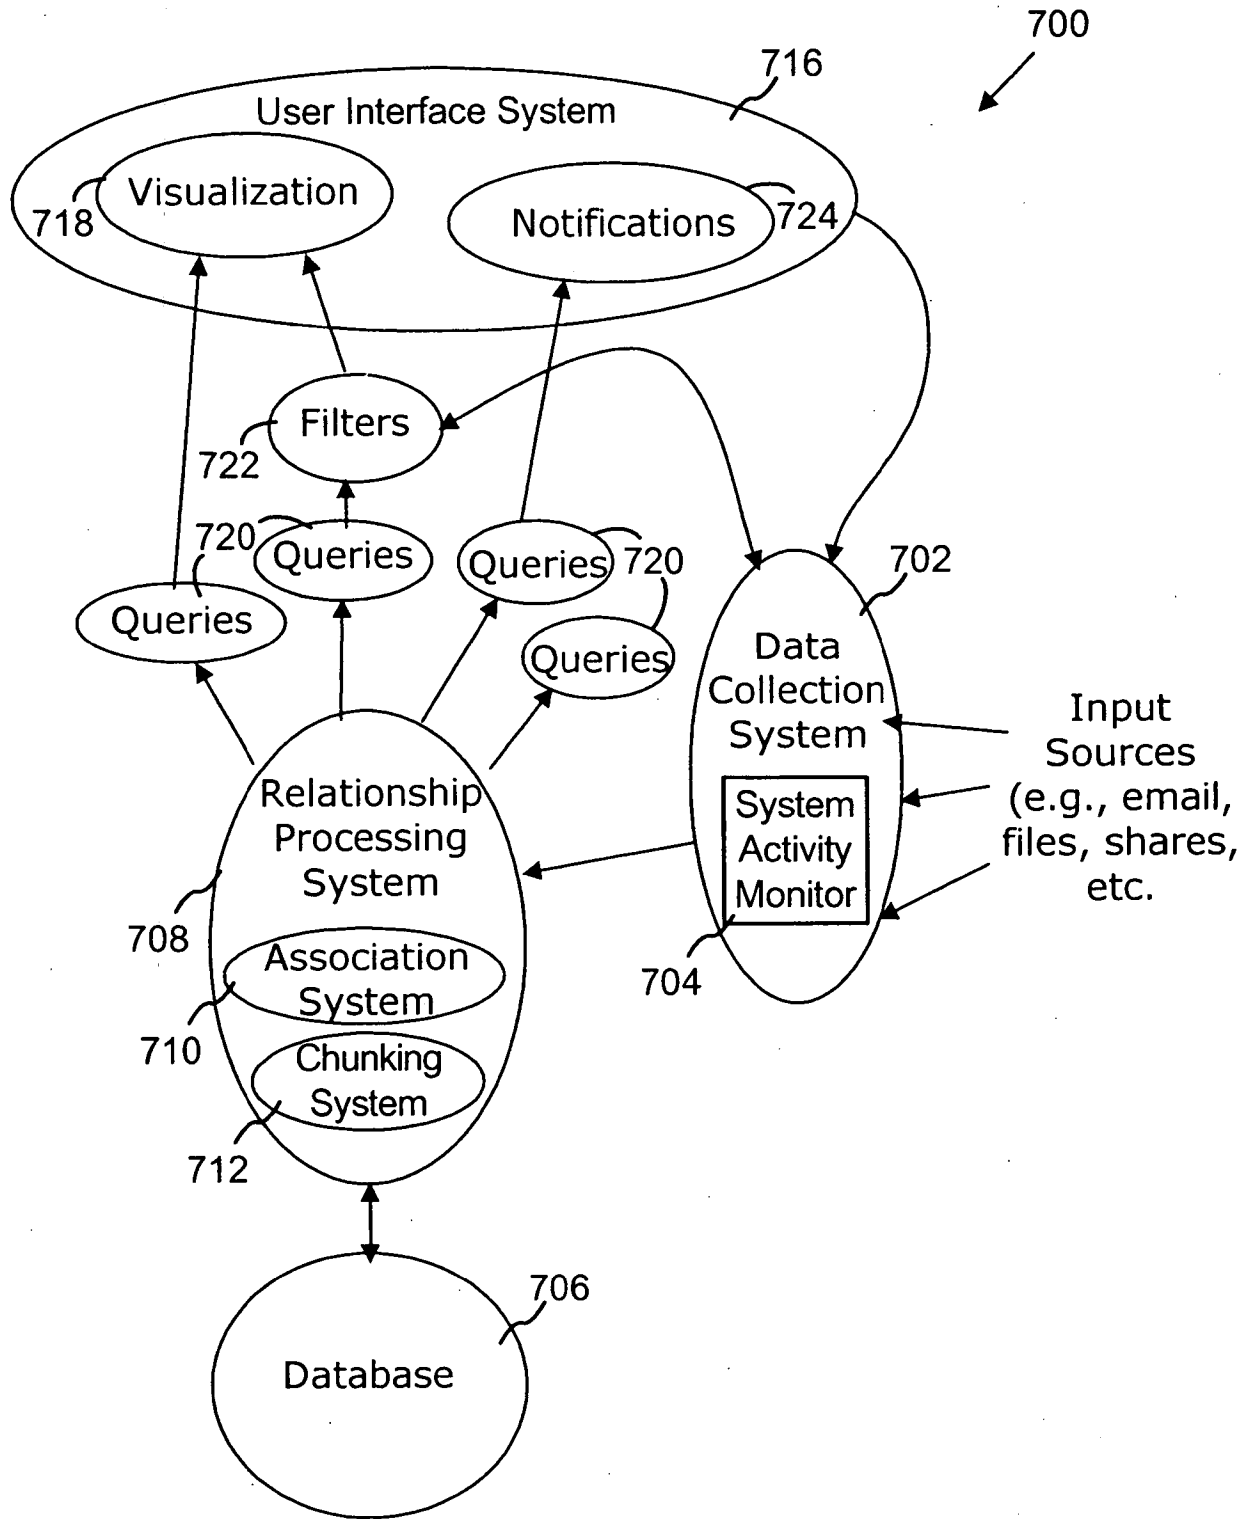 700
716
User Interface System
Visualization
718
Notifications
724
Filters
722
720
Queries
Queries
720
Queries
Queries
702
Data
Collection
System
System
Activity
Monitor
704
Input
Sources
(e.g., email,
files, shares,
etc.
Relationship
Processing
System
708
Association
System
710
Chunking
System
712
706
Database